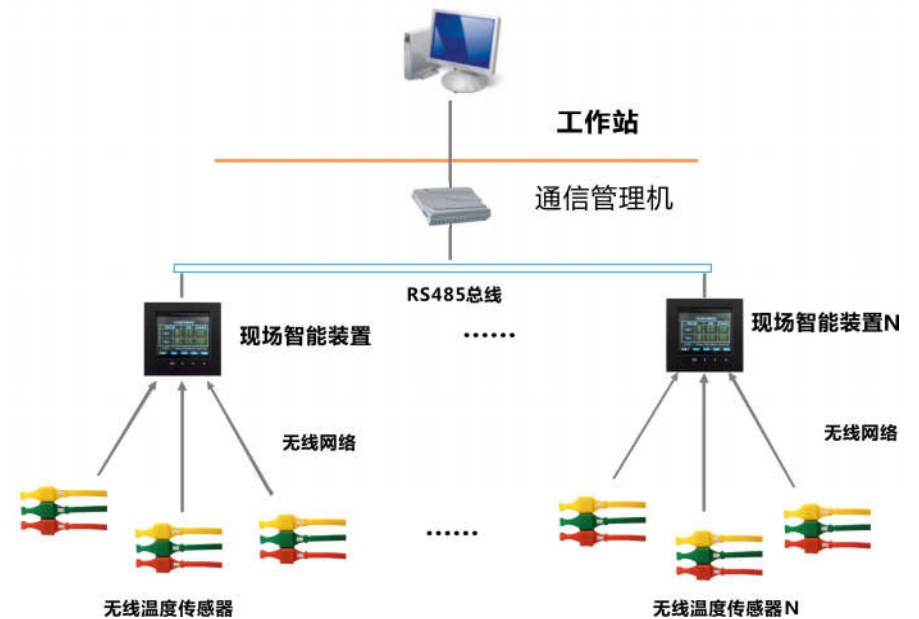 工作站
通信管理机
RS485总线
现场智能装置
······
现场智能装置N
无线网络
无线网络
······
无线温度传感器
无线温度传感器N